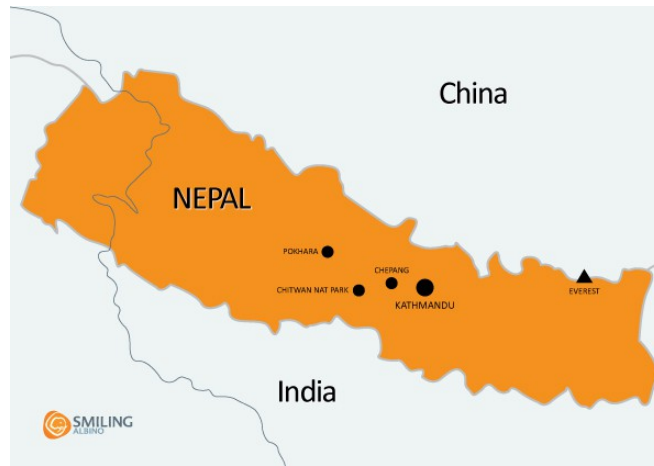 China
NEPAL
POKHARA
CHEPANG
CHITWAN NAT PARK
KATHMANDU
EVEREST
India
SMILING
ALBINO